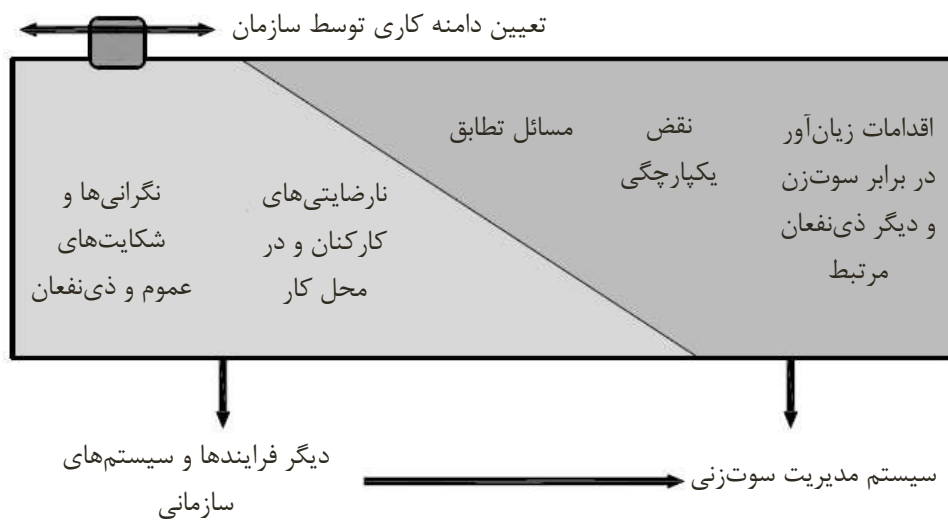 تعیین دامنه کاری توسط سازمان
اقدامات زیان‌آور
در برابر سوت‌زن
و دیگر ذی‌نفعان
مرتبط
نقض
یکپارچگی
مسائل تطابق
نارضایتی‌های
کارکنان و در
محل کار
نگرانی‌ها و
شکایت‌های
عموم و ذی‌نفعان
سیستم مدیریت سوت‌زنی
دیگر فرایندها و سیستم‌های
سازمانی